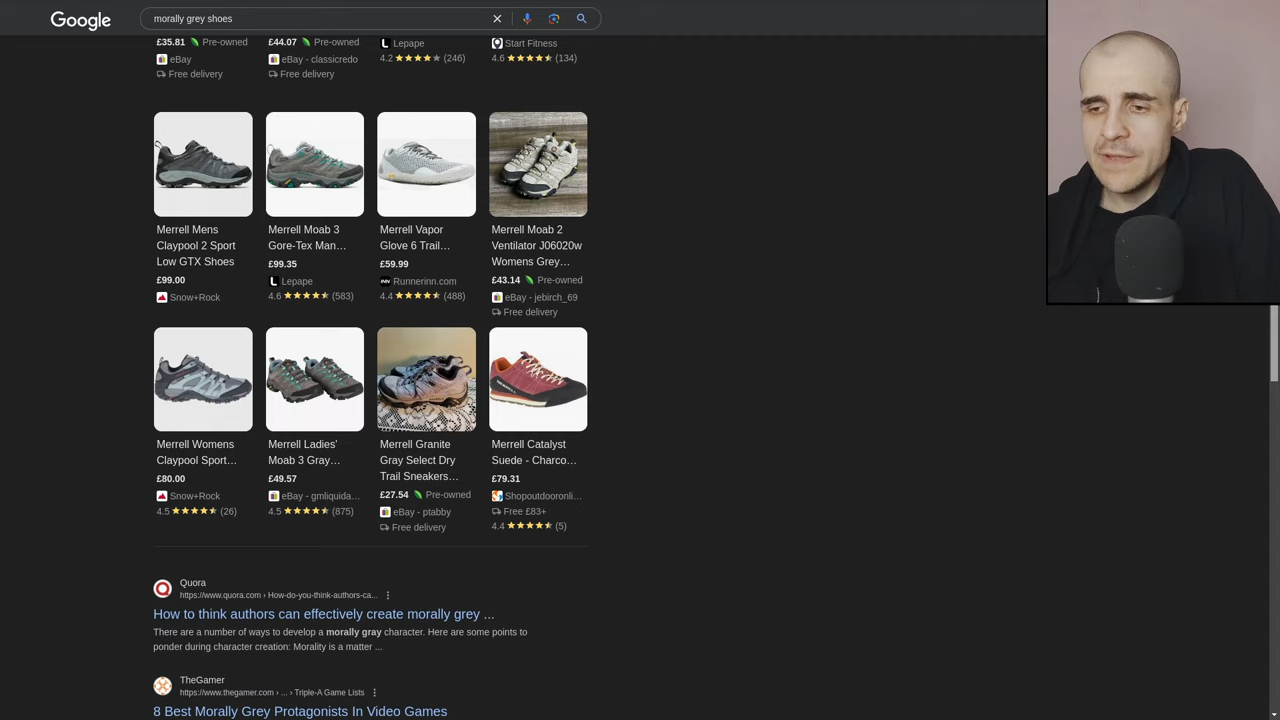 Google
morally grey shoes
£35.81 Pre-owned
eBay
Free delivery
£44.07 Pre-owned
eBay - classicredo
Free delivery
Lepape
4.2 (246)
Start Fitness
4.6 (134)
Merrell Mens
Claypool 2 Sport
Low GTX Shoes
£99.00
Snow+Rock
Merrell Moab 3
Gore-Tex Man...
£99.35
Lepape
4.6 (583)
Merrell Vapor
Glove 6 Trail...
£59.99
Runnerinn.com
4.4 (488)
Merrell Moab 2
Ventilator J06020w
Womens Grey...
£43.14 Pre-owned
eBay - jebirch_69
Free delivery
Merrell Womens
Claypool Sport...
£80.00
Snow+Rock
4.5 (26)
Merrell Ladies'
Moab 3 Gray...
£49.57
eBay - gmliquida...
4.5 (875)
Merrell Granite
Gray Select Dry
Trail Sneakers...
£27.54 Pre-owned
eBay - ptabby
Free delivery
Merrell Catalyst
Suede - Charco...
£79.31
Shopoutdooronli...
Free £83+
4.4 (5)
Quora
https://www.quora.com › How-do-you-think-authors-ca...
How to think authors can effectively create morally grey ...
There are a number of ways to develop a morally gray character. Here are some points to
ponder during character creation: Morality is a matter ...
TheGamer
https://www.thegamer.com › ... › Triple-A Game Lists
8 Best Morally Grey Protagonists In Video Games